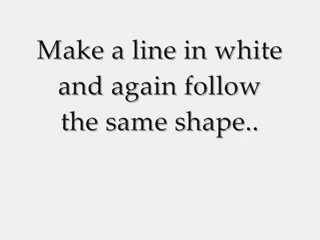 Make a line in white
and again follow
the same shape..